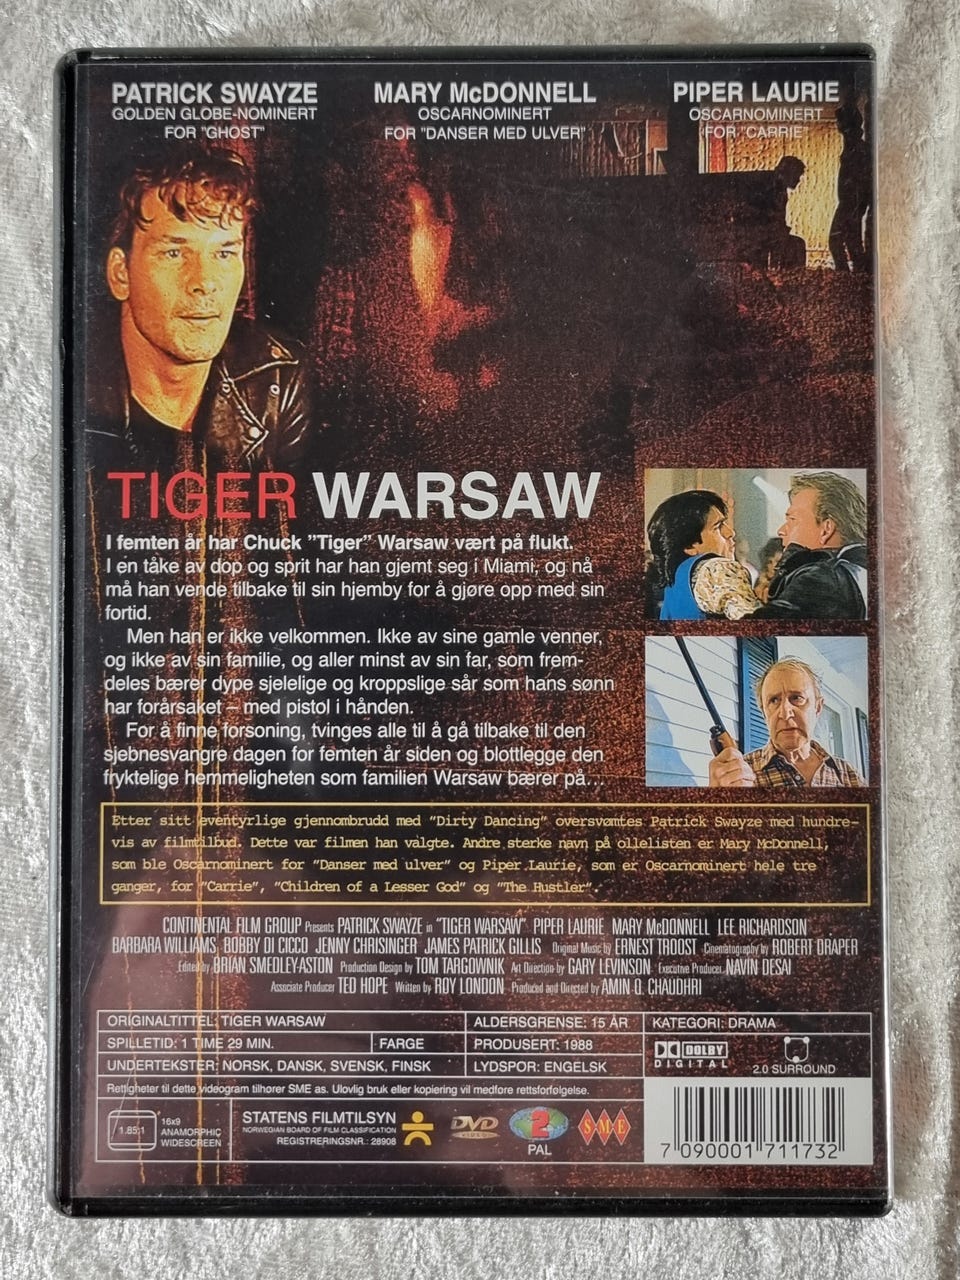 PATRICK SWAYZE
GOLDEN GLOBE-NOMINERT
FOR "GHOST"
MARY McDONNELL
OSCARNOMINERT
FOR "DANSER MED ULVER"
PIPER LAURIE
OSCARNOMINERT
FOR "CARRIE"
TIGER WARSAW
I femten år har Chuck ”Tiger” Warsaw vært på flukt.
I en tåke av dop og sprit har han gjemt seg i Miami, og nå
må han vende tilbake til sin hjemby for å gjøre opp med sin
fortid.
Men han er ikke velkommen. Ikke av sine gamle venner,
og ikke av sin familie, og aller minst av sin far, som frem-
deles bærer dype sjelelige og kroppslige sår som hans sønn
har forårsaket – med pistol i hånden.
For å finne forsoning, tvinges alle til å gå tilbake til den
sjebnesvangre dagen for femten år siden og blottlegge den
fryktelige hemmeligheten som familien Warsaw bærer på...
Etter sitt eventyrlige gjennombrudd med "Dirty Dancing" oversvømtes Patrick Swayze med hundre-
vis av filmtilbud. Dette var filmen han valgte. Andre sterke navn på ollelisten er Mary McDonnell,
som ble Oscarnominert for "Danser med ulver" og Piper Laurie, som er Oscarnominert hele tre
ganger, for "Carrie", "Children of a Lesser God" og "The Hustler".
CONTINENTAL FILM GROUP Presents PATRICK SWAYZE in "TIGER WARSAW" PIPER LAURIE MARY McDONNELL LEE RICHARDSON
BARBARA WILLIAMS BOBBY DI CICCO JENNY CHRISINGER JAMES PATRICK GILLIS Original Music by ERNEST TROOST Cinematography by ROBERT DRAPER
Edited by BRIAN SMEDLEY-ASTON Production Design by TOM TARGOWNIK Art Direction by GARY LEVINSON Executive Producer NAVIN DESAI
Associate Producer TED HOPE Written by ROY LONDON Produced and Directed by AMIN Q. CHAUDHRI
ORIGINALTITTEL: TIGER WARSAW
ALDERSGRENSE: 15 ÅR
KATEGORI: DRAMA
SPILLETID: 1 TIME 29 MIN.
FARGE
PRODUSERT: 1988
UNDERTEKSTER: NORSK, DANSK, SVENSK, FINSK
LYDSPOR: ENGELSK
DOLBY
DIGITAL
2.0 SURROUND
Rettigheter til dette videogram tilhører SME as. Ulovlig bruk eller kopiering vil medføre rettsforfølgelse.
1.85:1
16x9
ANAMORPHIC
WIDESCREEN
STATENS FILMTILSYN
NORWEGIAN BOARD OF FILM CLASSIFICATION
REGISTRERINGSNR.: 28908
DVD
VIDEO
2
PAL
SME
7 090001 711732